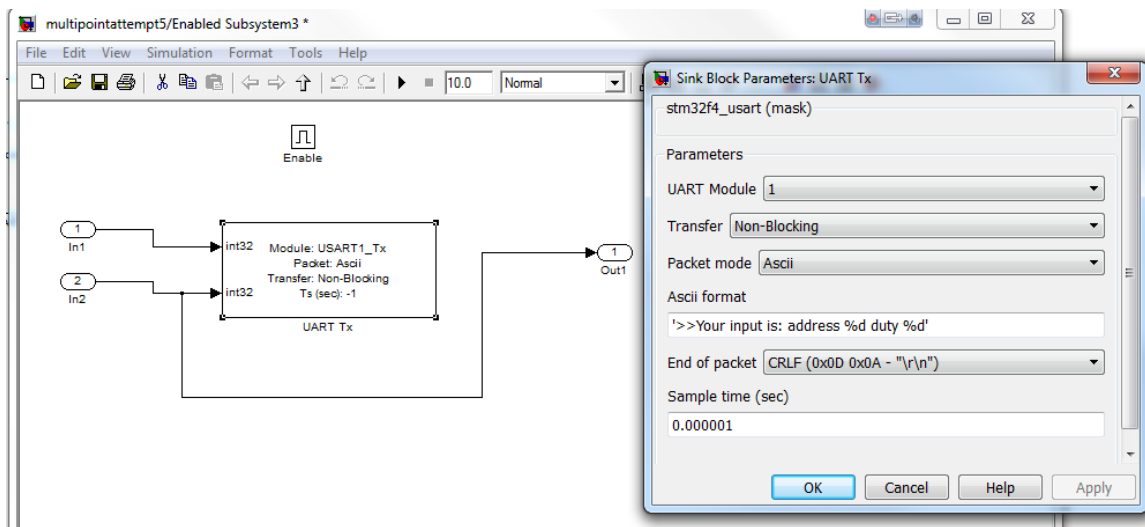 multipointattempt5/Enabled Subsystem3 *
File Edit View Simulation Format Tools Help
10.0 Normal
Enable
1
In1
2
In2
int32
int32
Module: USART1_Tx
Packet: Ascii
Transfer: Non-Blocking
Ts (sec): -1
UART Tx
1
Out1
Sink Block Parameters: UART Tx
stm32f4_usart (mask)
Parameters
UART Module 1
Transfer Non-Blocking
Packet mode Ascii
Ascii format
'>>Your input is: address %d duty %d'
End of packet CRLF (0x0D 0x0A - "\r\n")
Sample time (sec)
0.000001
OK Cancel Help Apply